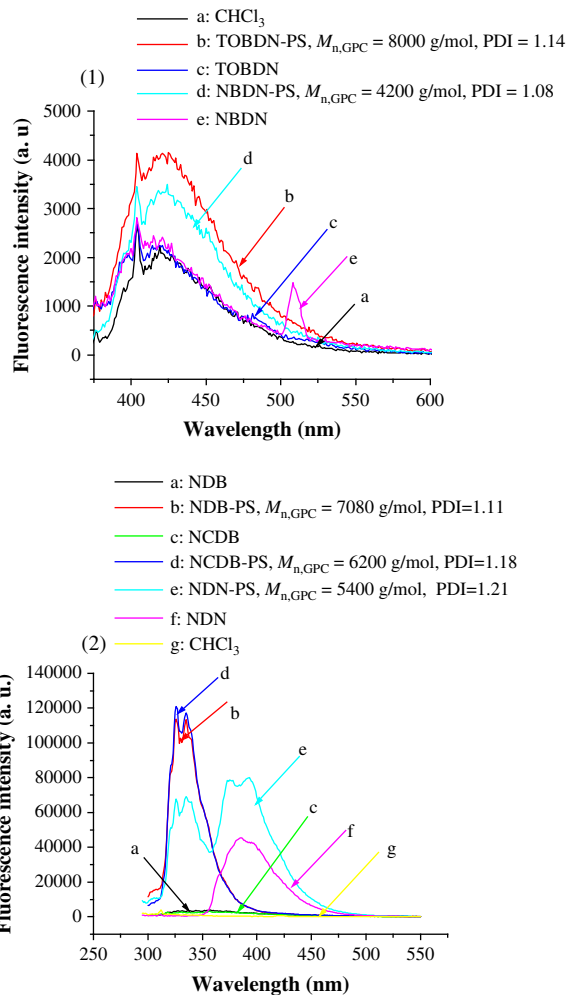 a: CHCl3
b: TOBDN-PS, Mn,GPC = 8000 g/mol, PDI = 1.14
c: TOBDN
d: NBDN-PS, Mn,GPC = 4200 g/mol, PDI = 1.08
e: NBDN
(1)
5000
4000
3000
2000
1000
0
Fluorescence intensity (a. u)
d
b
c
e
a
400 450 500 550 600
Wavelength (nm)
a: NDB
b: NDB-PS, Mn,GPC = 7080 g/mol, PDI=1.11
c: NCDB
d: NCDB-PS, Mn,GPC = 6200 g/mol, PDI=1.18
e: NDN-PS, Mn,GPC = 5400 g/mol, PDI=1.21
f: NDN
g: CHCl3
(2)
140000
120000
100000
80000
60000
40000
20000
0
Fluorescence intensity (a. u.)
d
b
e
c
f
a
g
250 300 350 400 450 500 550
Wavelength (nm)